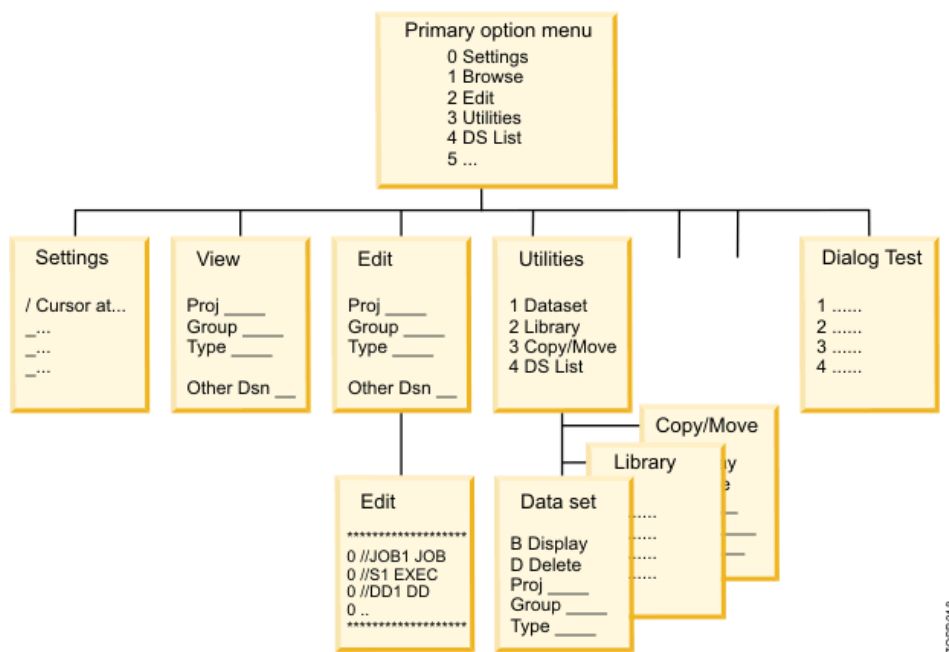 Primary option menu
0 Settings
1 Browse
2 Edit
3 Utilities
4 DS List
5 ...
Settings
/ Cursor at...
_...
_...
_...
View
Proj ____
Group ____
Type ____
Other Dsn __
Edit
Proj ____
Group ____
Type ____
Other Dsn __
Utilities
1 Dataset
2 Library
3 Copy/Move
4 DS List
Dialog Test
1 ......
2 ......
3 ......
4 ......
Edit
*******************
0 //JOB1 JOB
0 //S1 EXEC
0 //DD1 DD
0 ..
*******************
Data set
B Display
D Delete
Proj ____
Group ____
Type ____
Library
......
......
......
......
Copy/Move